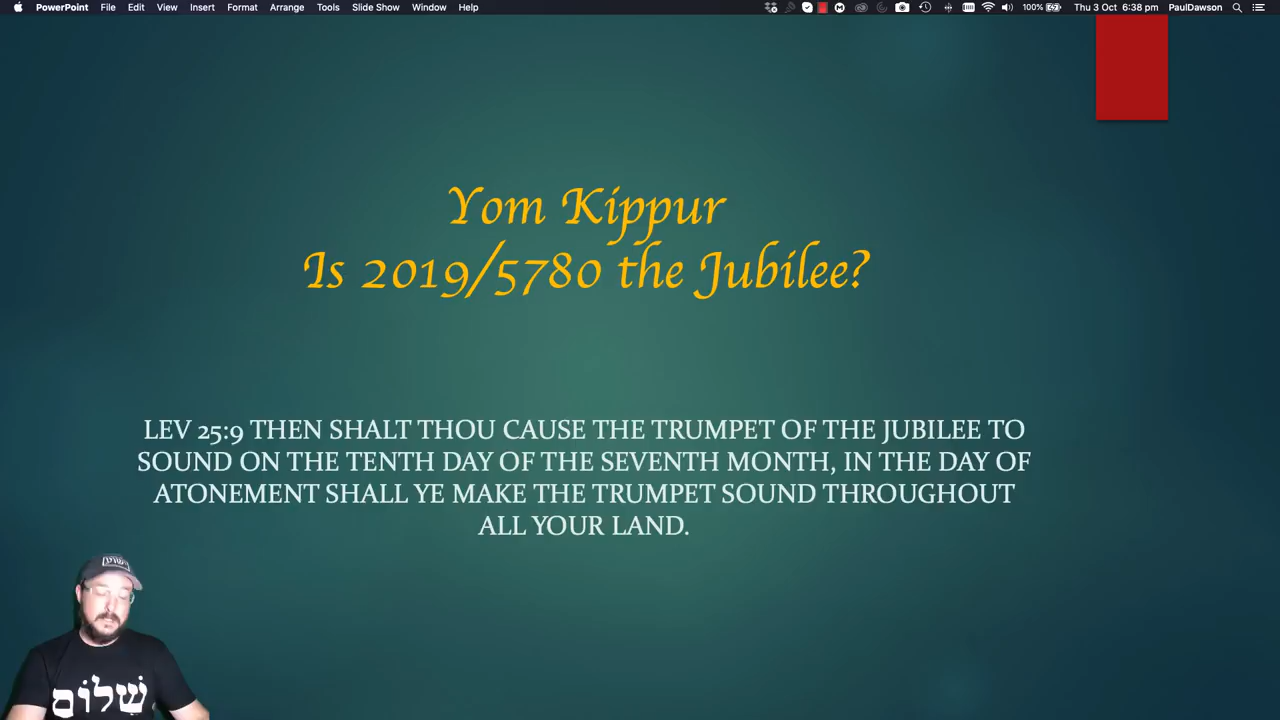 PowerPoint File Edit View Insert Format Arrange Tools Slide Show Window Help 100% Thu 3 Oct 6:38 pm PaulDawson
Yom Kippur
Is 2019/5780 the Jubilee?
LEV 25:9 THEN SHALT THOU CAUSE THE TRUMPET OF THE JUBILEE TO
SOUND ON THE TENTH DAY OF THE SEVENTH MONTH, IN THE DAY OF
ATONEMENT SHALL YE MAKE THE TRUMPET SOUND THROUGHOUT
ALL YOUR LAND.
שָׁלוֹם